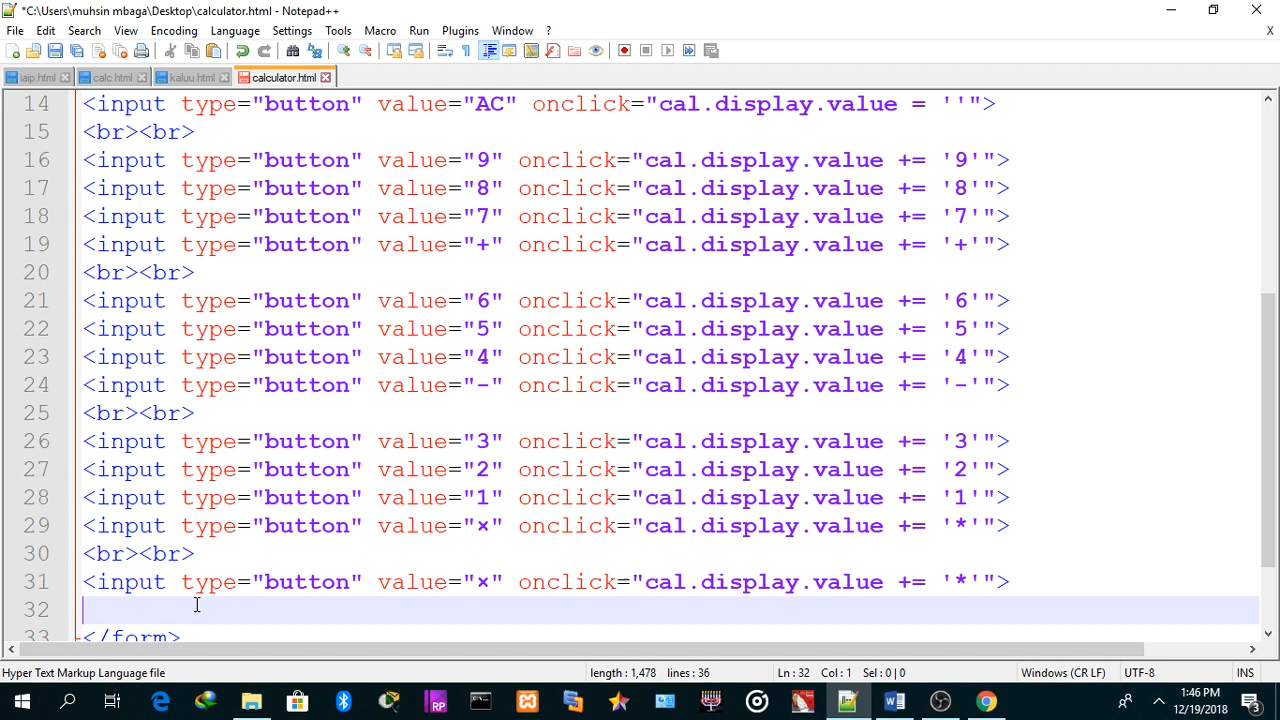 *C:\Users\muhsin mbaga\Desktop\calculator.html - Notepad++
File Edit Search View Encoding Language Settings Tools Macro Run Plugins Window ? X
iaip.html calc.html kaluu.html calculator.html
14 <input type="button" value="AC" onclick="cal.display.value = ''">
15 <br><br>
16 <input type="button" value="9" onclick="cal.display.value += '9'">
17 <input type="button" value="8" onclick="cal.display.value += '8'">
18 <input type="button" value="7" onclick="cal.display.value += '7'">
19 <input type="button" value="+" onclick="cal.display.value += '+'">
20 <br><br>
21 <input type="button" value="6" onclick="cal.display.value += '6'">
22 <input type="button" value="5" onclick="cal.display.value += '5'">
23 <input type="button" value="4" onclick="cal.display.value += '4'">
24 <input type="button" value="-" onclick="cal.display.value += '-'">
25 <br><br>
26 <input type="button" value="3" onclick="cal.display.value += '3'">
27 <input type="button" value="2" onclick="cal.display.value += '2'">
28 <input type="button" value="1" onclick="cal.display.value += '1'">
29 <input type="button" value="×" onclick="cal.display.value += '*'">
30 <br><br>
31 <input type="button" value="×" onclick="cal.display.value += '*'">
32
33 </form>
Hyper Text Markup Language file length : 1,478 lines : 36 Ln : 32 Col : 1 Sel : 0 | 0 Windows (CR LF) UTF-8 INS
RP W 1:46 PM
12/19/2018 3